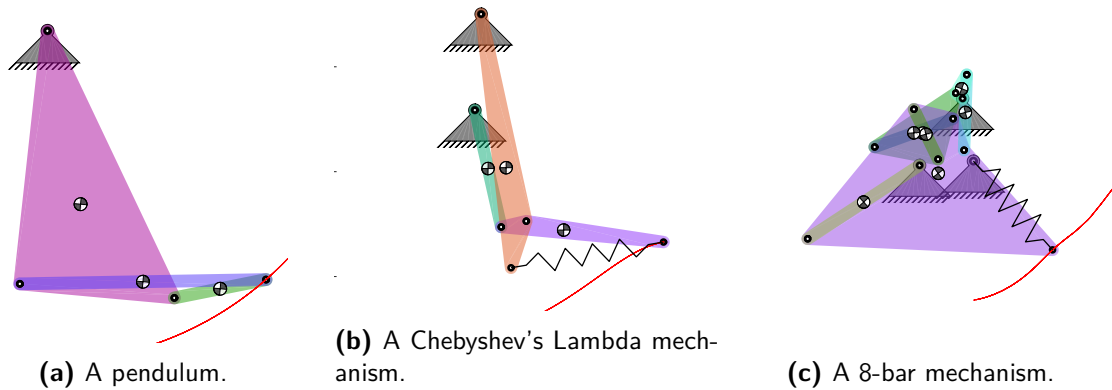 (a) A pendulum.
(b) A Chebyshev's Lambda mech-
anism.
(c) A 8-bar mechanism.